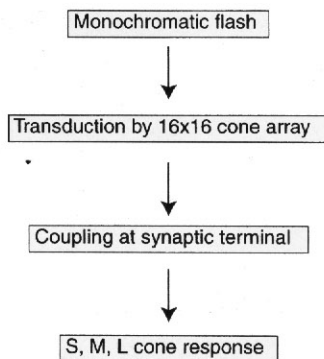 Monochromatic flash
Transduction by 16x16 cone array
Coupling at synaptic terminal
S, M, L cone response